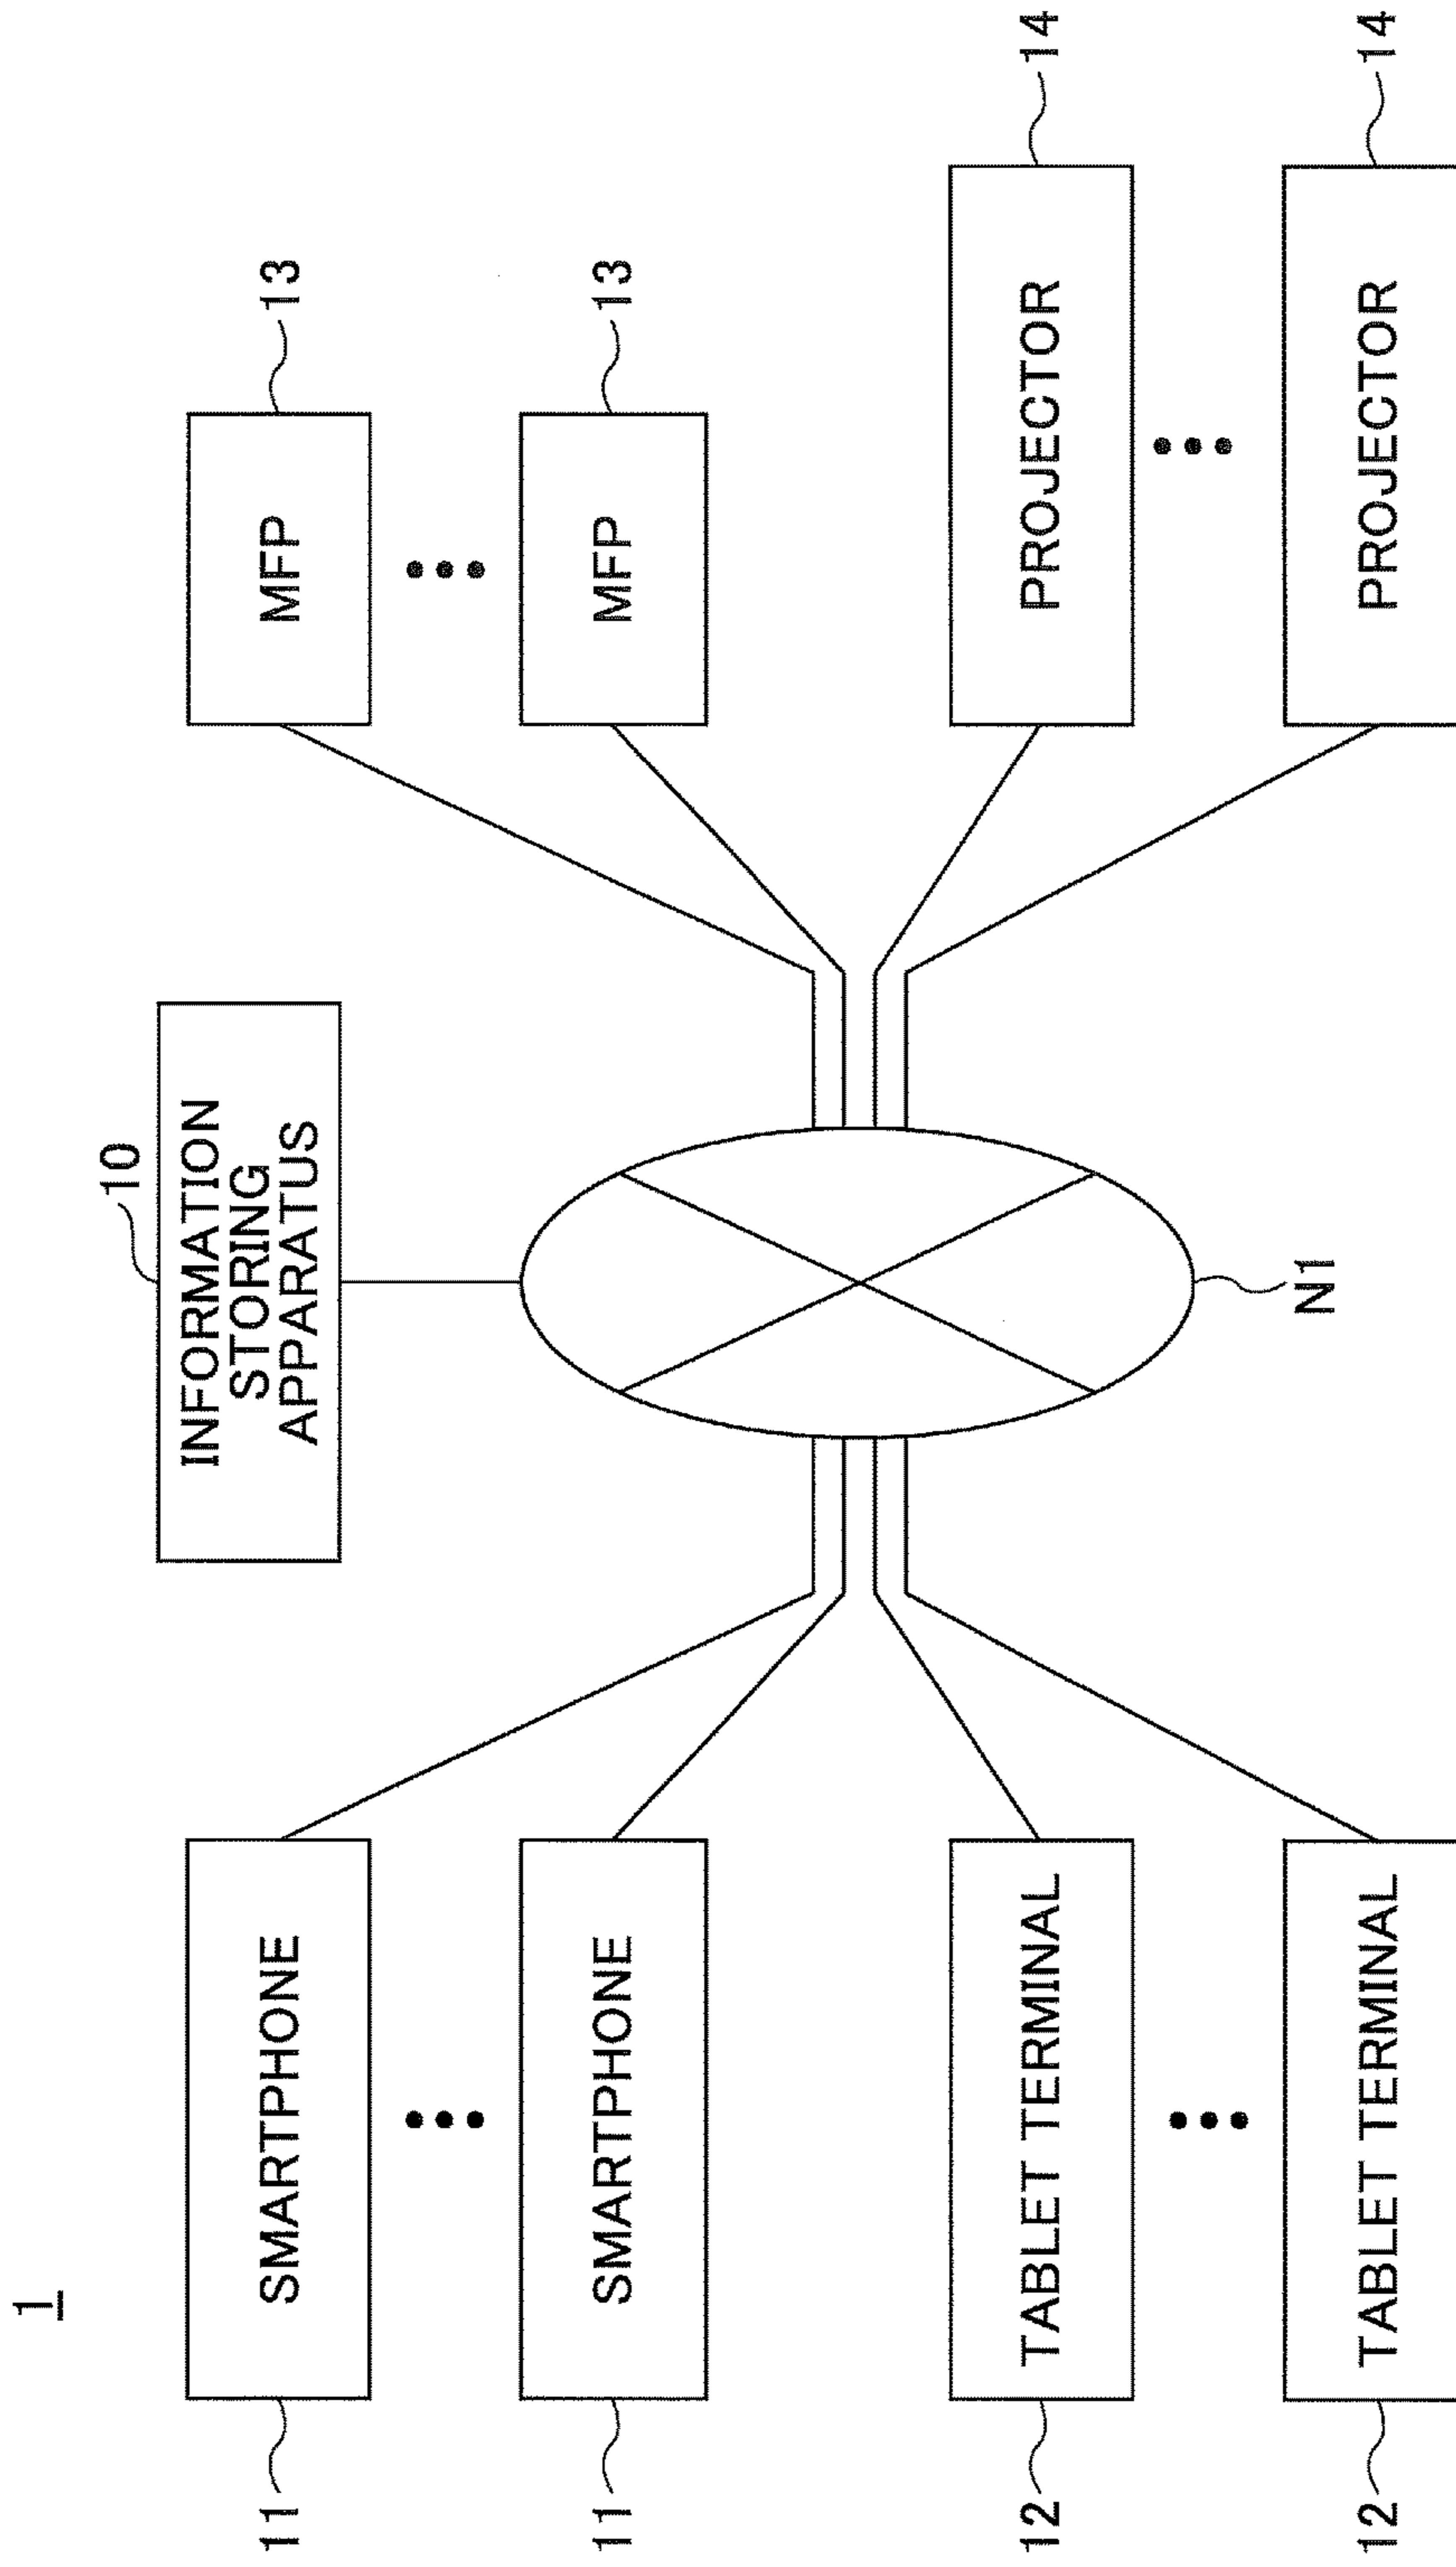 1
10
INFORMATION
STORING
APPARATUS
11
SMARTPHONE
MFP
13
11
SMARTPHONE
MFP
13
12
TABLET TERMINAL
PROJECTOR
14
12
TABLET TERMINAL
PROJECTOR
14
N1